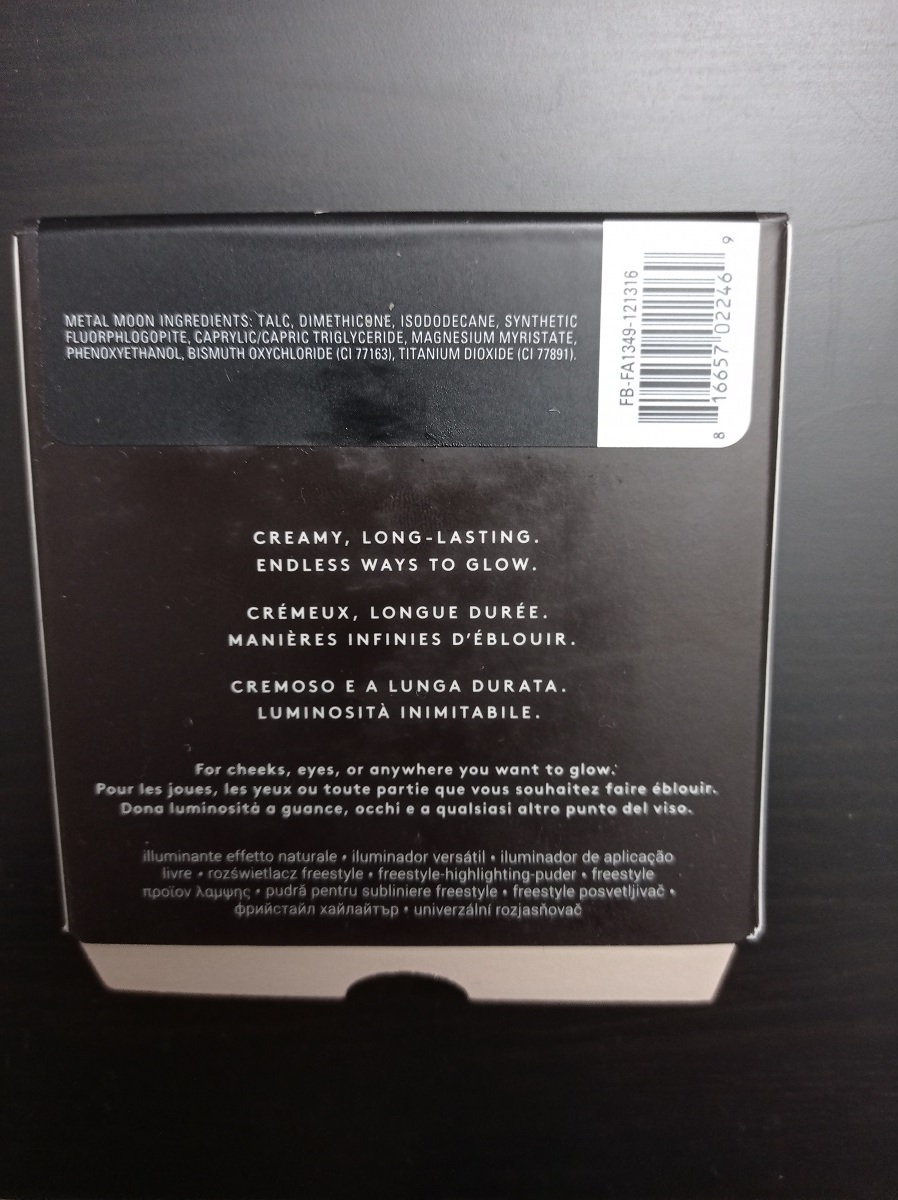 METAL MOON INGREDIENTS: TALC, DIMETHICONE, ISODODECANE, SYNTHETIC
FLUORPHLOGOPITE, CAPRYLIC/CAPRIC TRIGLYCERIDE, MAGNESIUM MYRISTATE,
PHENOXYETHANOL, BISMUTH OXYCHLORIDE (CI 77163), TITANIUM DIOXIDE (CI 77891).
FB-FA1349-121316
8 16657 02246 9
CREAMY, LONG-LASTING.
ENDLESS WAYS TO GLOW.
CRÉMEUX, LONGUE DURÉE.
MANIÈRES INFINIES D'ÉBLOUIR.
CREMOSO E A LUNGA DURATA.
LUMINOSITÀ INIMITABILE.
For cheeks, eyes, or anywhere you want to glow.
Pour les joues, les yeux ou toute partie que vous souhaitez faire éblouir.
Dona luminosità a guance, occhi e a qualsiasi altro punto del viso.
illuminante effetto naturale • iluminador versátil • iluminador de aplicação
livre • rozświetlacz freestyle • freestyle-highlighting-puder • freestyle
προϊον λαμψης • pudră pentru subliniere freestyle • freestyle posvetljivač •
фрийстайл хайлайтър • univerzální rozjasňovač